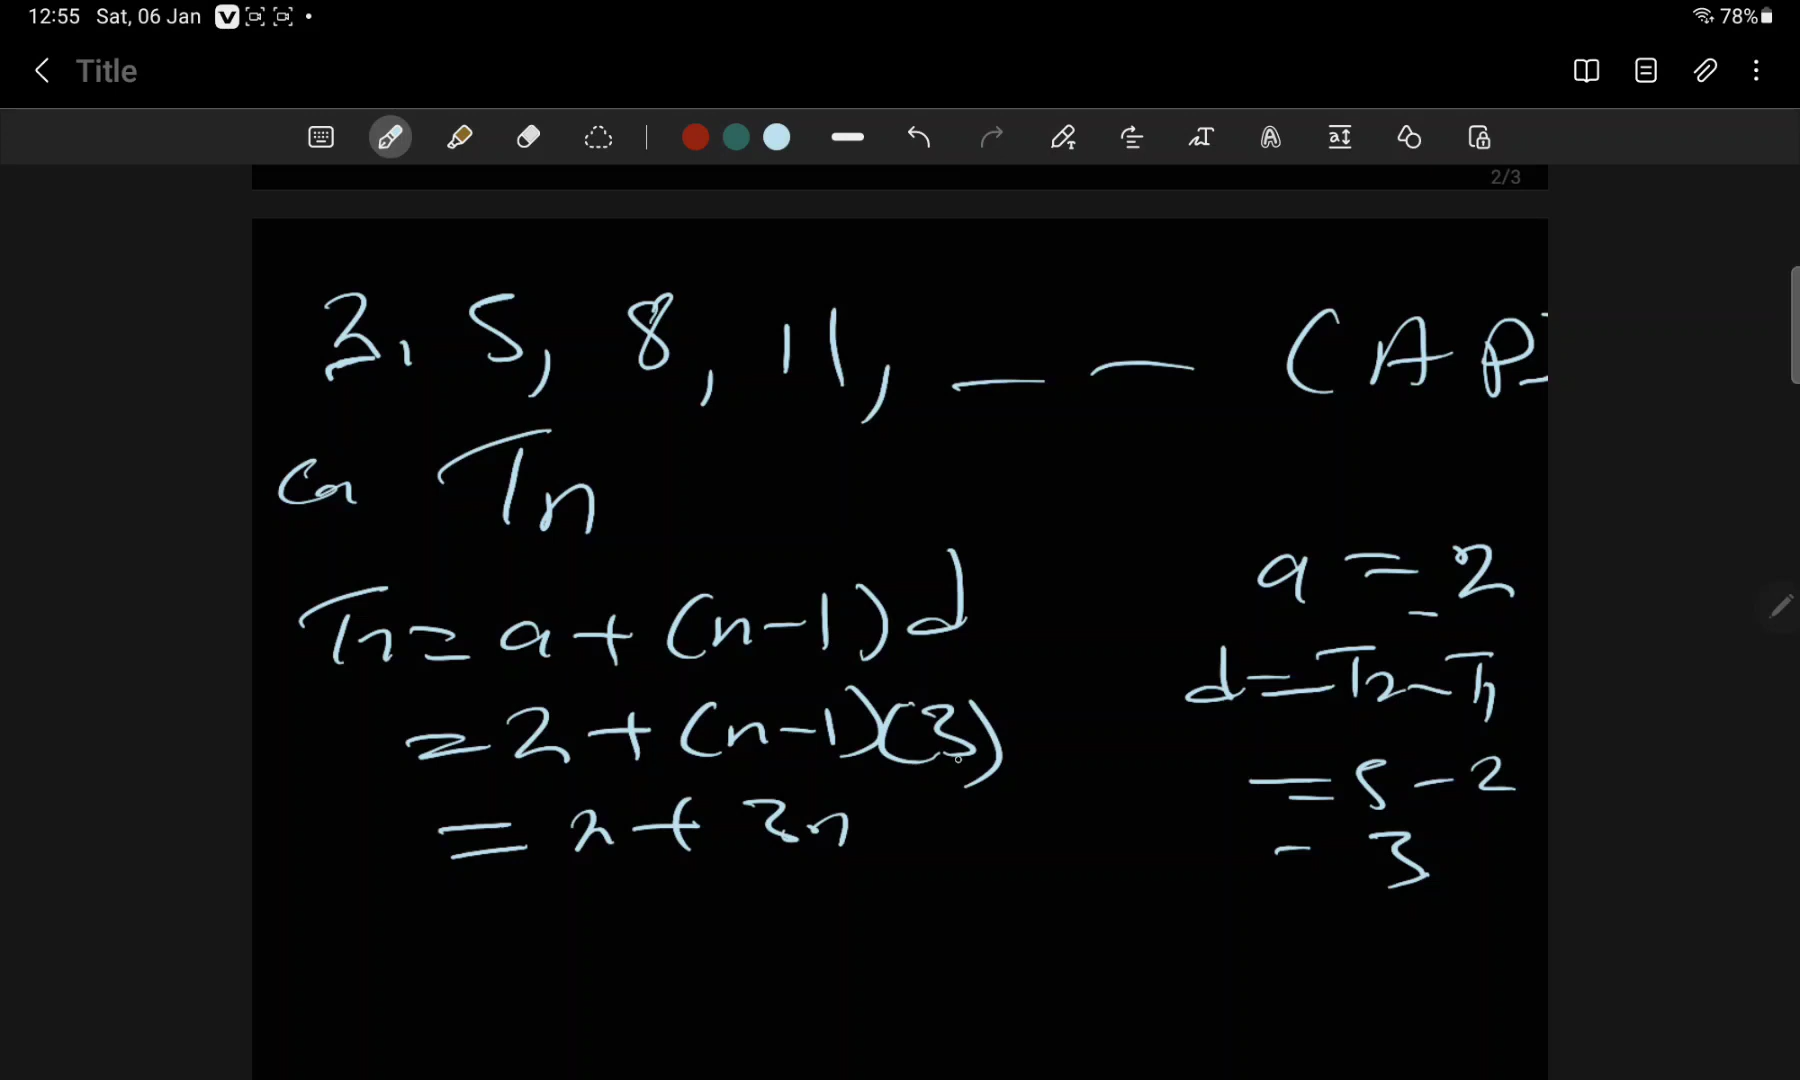 12:55 Sat, 06 Jan 78%
Title
2/3
2, 5, 8, 11, _ _ (AP)
Tn
Tn = a + (n-1)d
= 2 + (n-1)(3)
= 2 + 3n
a = 2
d = T2 - T1
= 5 - 2
= 3